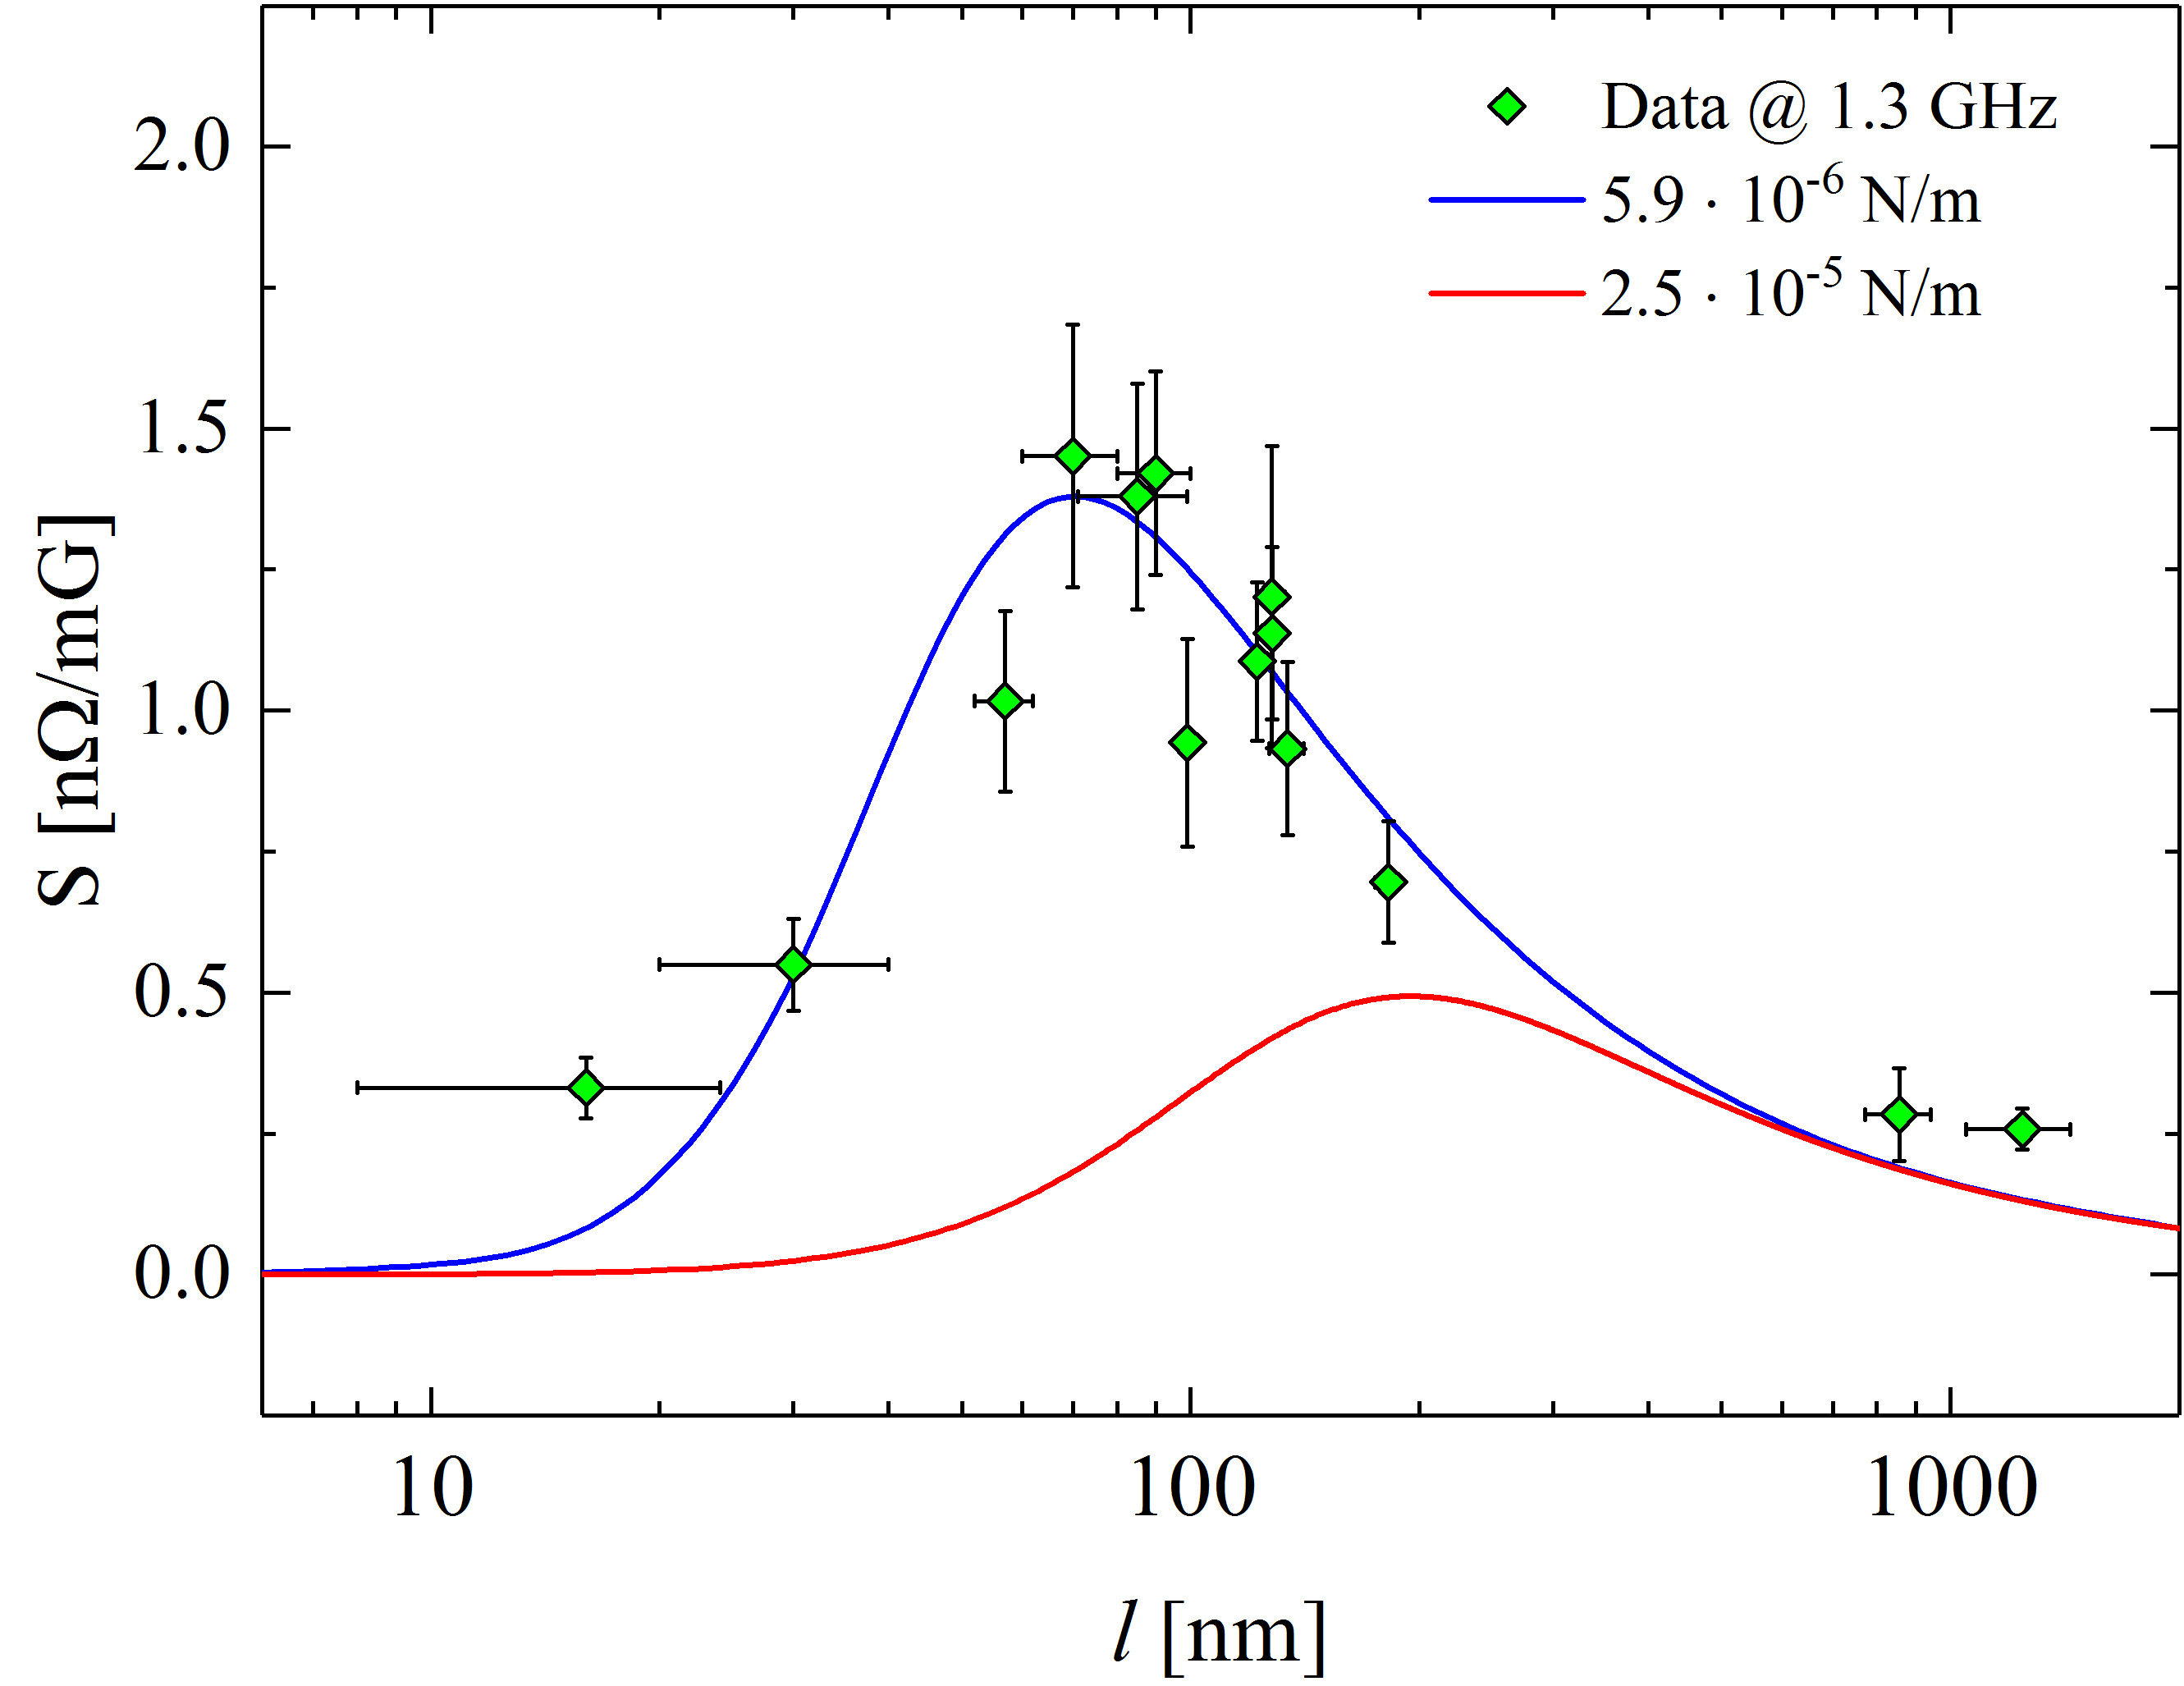 Data @ 1.3 GHz
5.9 · 10⁻⁶ N/m
2.5 · 10⁻⁵ N/m
2.0
1.5
1.0
0.5
0.0
S [nΩ/mG]
10 100 1000
l [nm]